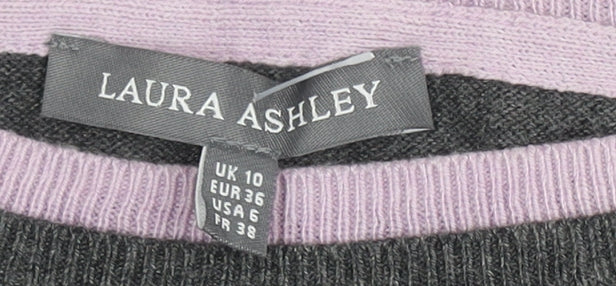 LAURA ASHLEY
UK 10
EUR 36
USA 6
FR 38